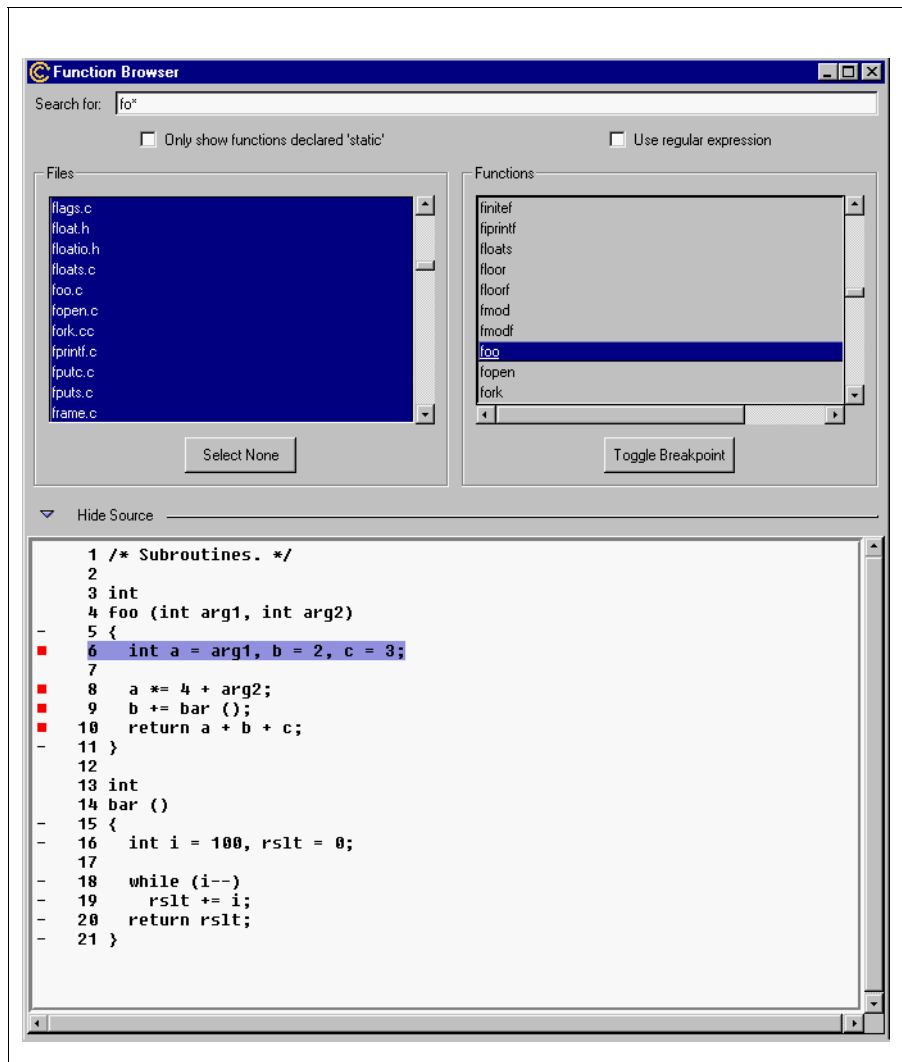 Function Browser
Search for: fo*
Only show functions declared 'static'
Use regular expression
Files
flags.c
float.h
floatio.h
floats.c
foo.c
fopen.c
fork.cc
fprintf.c
fputc.c
fputs.c
frame.c
Select None
Functions
finitef
fiprintf
floats
floor
floorf
fmod
fmodf
foo
fopen
fork
Toggle Breakpoint
Hide Source
1 /* Subroutines. */
2
3 int
4 foo (int arg1, int arg2)
- 5 {
6 int a = arg1, b = 2, c = 3;
7
8 a *= 4 + arg2;
9 b += bar ();
10 return a + b + c;
- 11 }
12
13 int
14 bar ()
- 15 {
- 16 int i = 100, rslt = 0;
17
- 18 while (i--)
- 19 rslt += i;
- 20 return rslt;
- 21 }